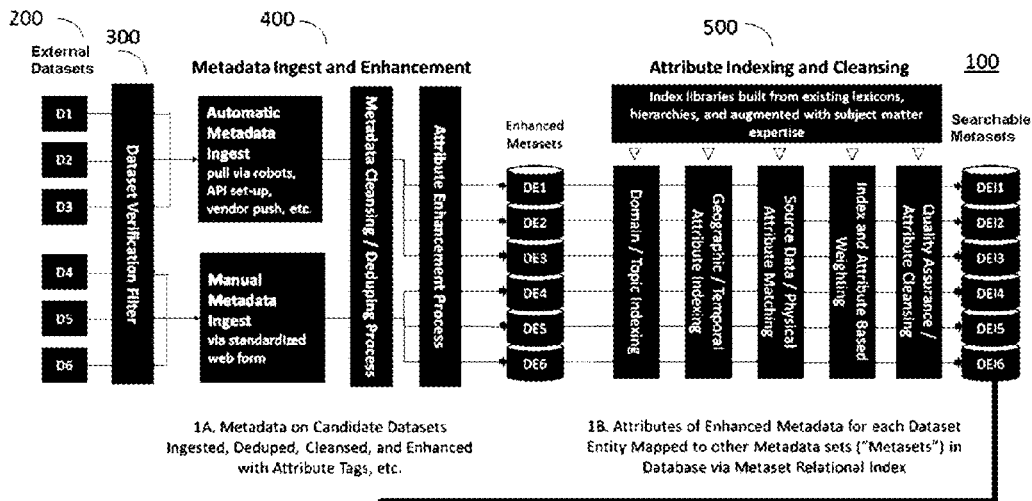 200
300
400
500
100
External
Datasets
Metadata Ingest and Enhancement
Attribute Indexing and Cleansing
Index libraries built from existing lexicons,
hierarchies, and augmented with subject matter
expertise
Searchable
Metasets
D1
D2
D3
D4
D5
D6
Dataset Verification Filter
Automatic
Metadata
Ingest
pull via robots,
API set-up,
vendor push, etc.
Manual
Metadata
Ingest
via standardized
web form
Metadata Cleansing / Deduping Process
Attribute Enhancement Process
Enhanced
Metasets
DE1
DE2
DE3
DE4
DE5
DE6
Domain / Topic Indexing
Geographic / Temporal
Attribute Indexing
Source Data / Physical
Attribute Matching
Index and Attribute Based
Weighting
Quality Assurance /
Attribute Cleansing
DEI1
DEI2
DEI3
DEI4
DEI5
DEI6
1A. Metadata on Candidate Datasets
Ingested, Deduped, Cleansed, and Enhanced
with Attribute Tags, etc.
1B. Attributes of Enhanced Metadata for each Dataset
Entity Mapped to other Metadata sets ("Metasets") in
Database via Metaset Relational Index